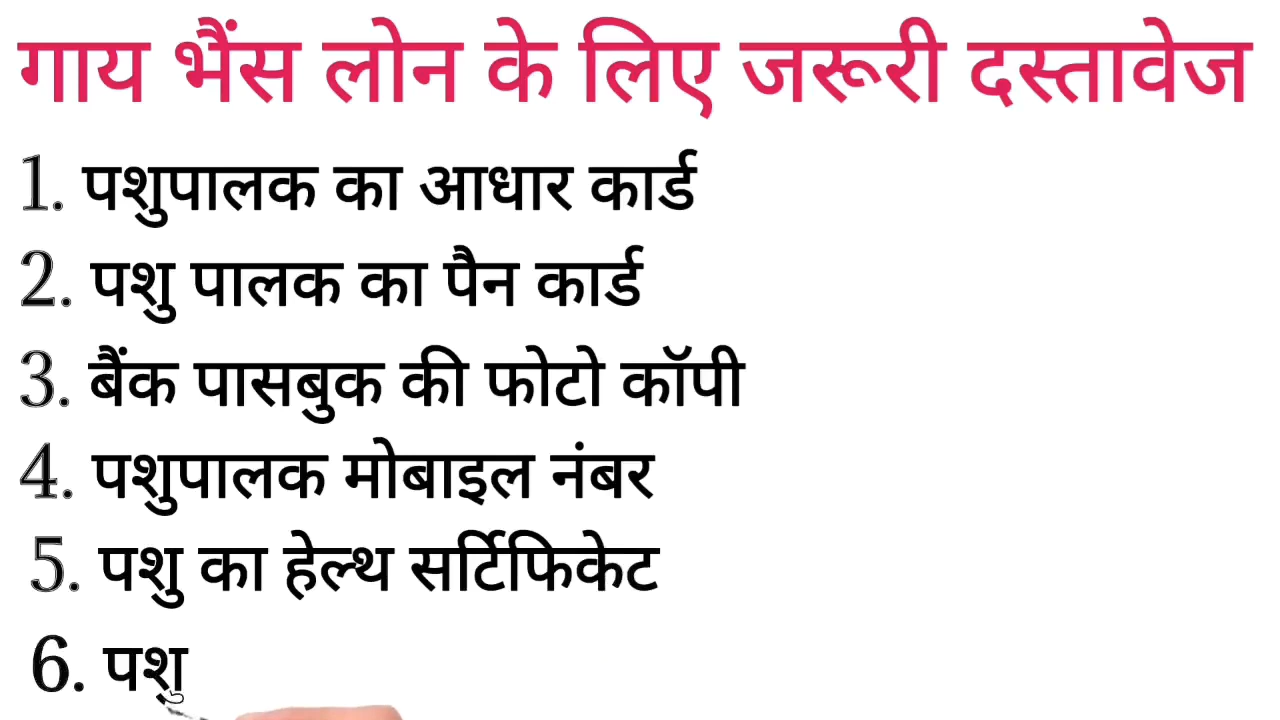 गाय भैंस लोन के लिए जरूरी दस्तावेज
1. पशुपालक का आधार कार्ड
2. पशु पालक का पैन कार्ड
3. बैंक पासबुक की फोटो कॉपी
4. पशुपालक मोबाइल नंबर
5. पशु का हेल्थ सर्टिफिकेट
6. पशु